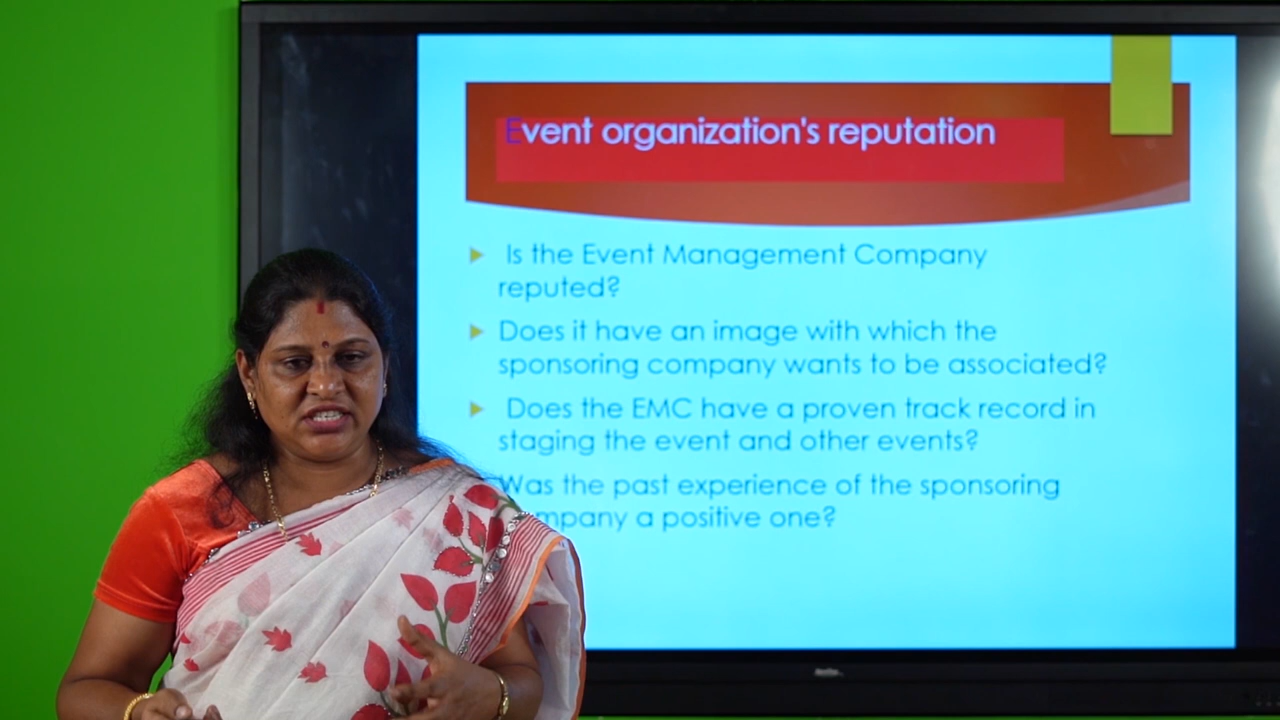 Event organization's reputation
Is the Event Management Company
reputed?
Does it have an image with which the
sponsoring company wants to be associated?
Does the EMC have a proven track record in
staging the event and other events?
Was the past experience of the sponsoring
mpany a positive one?